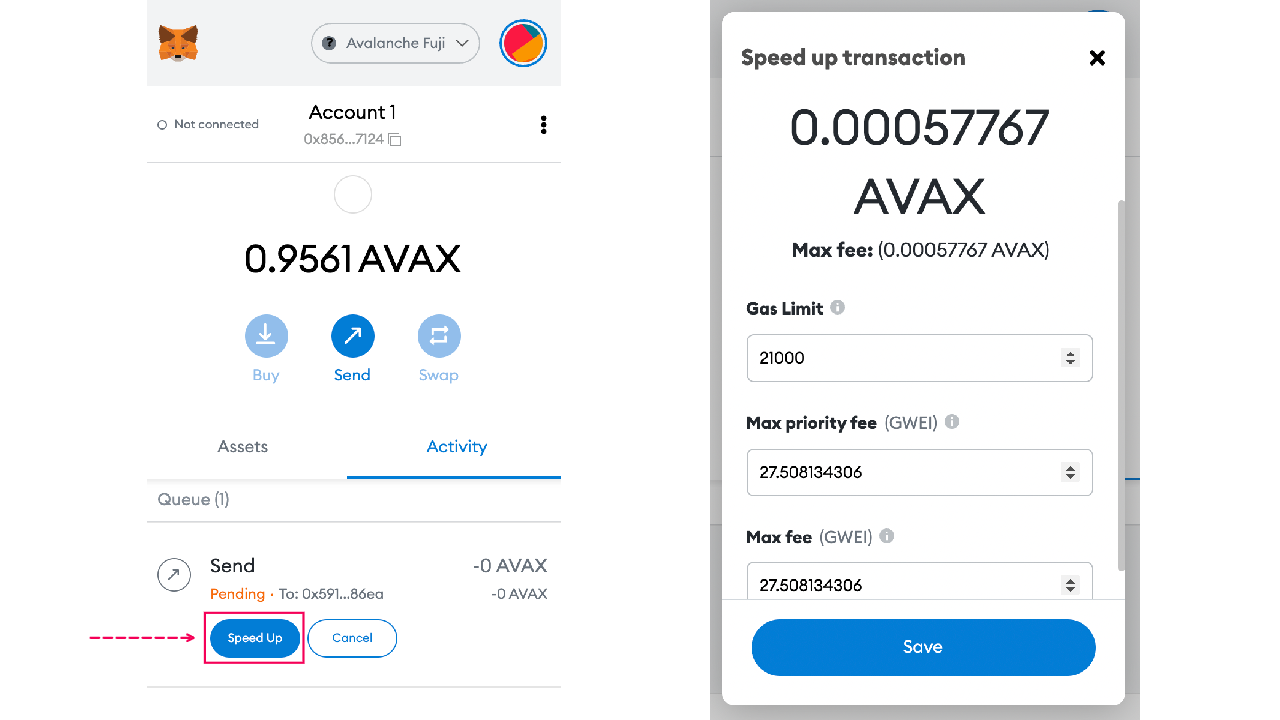 Avalanche Fuji
Not connected
Account 1
0x856...7124
0.9561 AVAX
Buy
Send
Swap
Assets
Activity
Queue (1)
Send
-0 AVAX
Pending · To: 0x591...86ea
-0 AVAX
Speed Up
Cancel
Speed up transaction
0.00057767
AVAX
Max fee: (0.00057767 AVAX)
Gas Limit
21000
Max priority fee (GWEI)
27.508134306
Max fee (GWEI)
27.508134306
Save